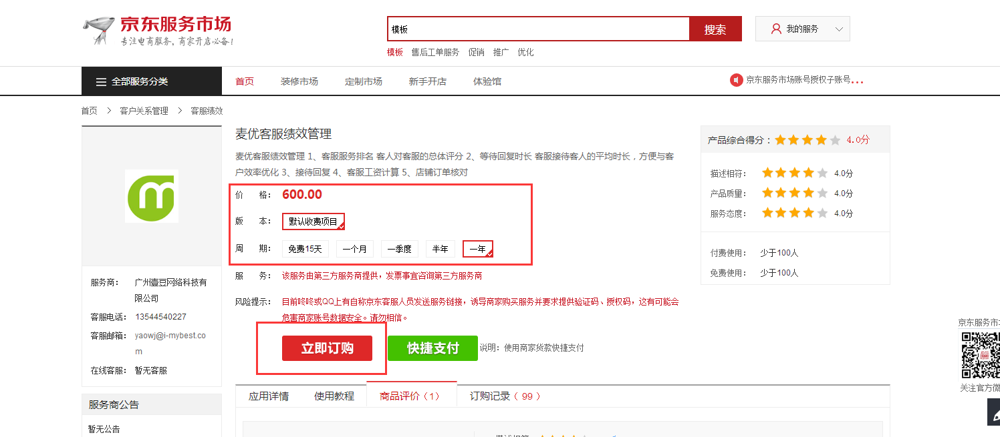 京东服务市场
专注电商服务, 商家开店必备!
模板
搜索
我的服务
模板 售后工单服务 促销 推广 优化
全部服务分类
首页 装修市场 定制市场 新手开店 体验馆
京东服务市场账号授权子账号...
首页 > 客户关系管理 > 客服绩效
麦优客服绩效管理
麦优客服绩效管理 1、客服服务排名 客人对客服的总体评分 2、等待回复时长 客服接待客人的平均时长，方便与客
户效率优化 3、接待回复 4、客服工资计算 5、店铺订单核对
价 格： 600.00
版 本： 默认收费项目
周 期： 免费15天 一个月 一季度 半年 一年
服 务： 该服务由第三方服务商提供，发票事宜咨询第三方服务商
风险提示： 目前咚咚或QQ上有自称京东客服人员发送服务链接，诱导商家购买服务并要求提供验证码、授权码，这有可能会
危害商家账号数据安全。请勿相信。
立即订购
快捷支付
说明：使用商家货款快捷支付
m
服务商： 广州壹豆网络科技有
限公司
客服电话： 13544540227
客服邮箱： yaowj@i-mybest.co
m
在线客服： 暂无客服
服务商公告
暂无公告
应用详情 使用教程 商品评价（1） 订购记录（ 99 ）
产品综合得分： 4.0分
描述相符： 4.0分
产品质量： 4.0分
服务态度： 4.0分
付费使用： 少于100人
免费使用： 少于100人
京东服务市
关注官方微